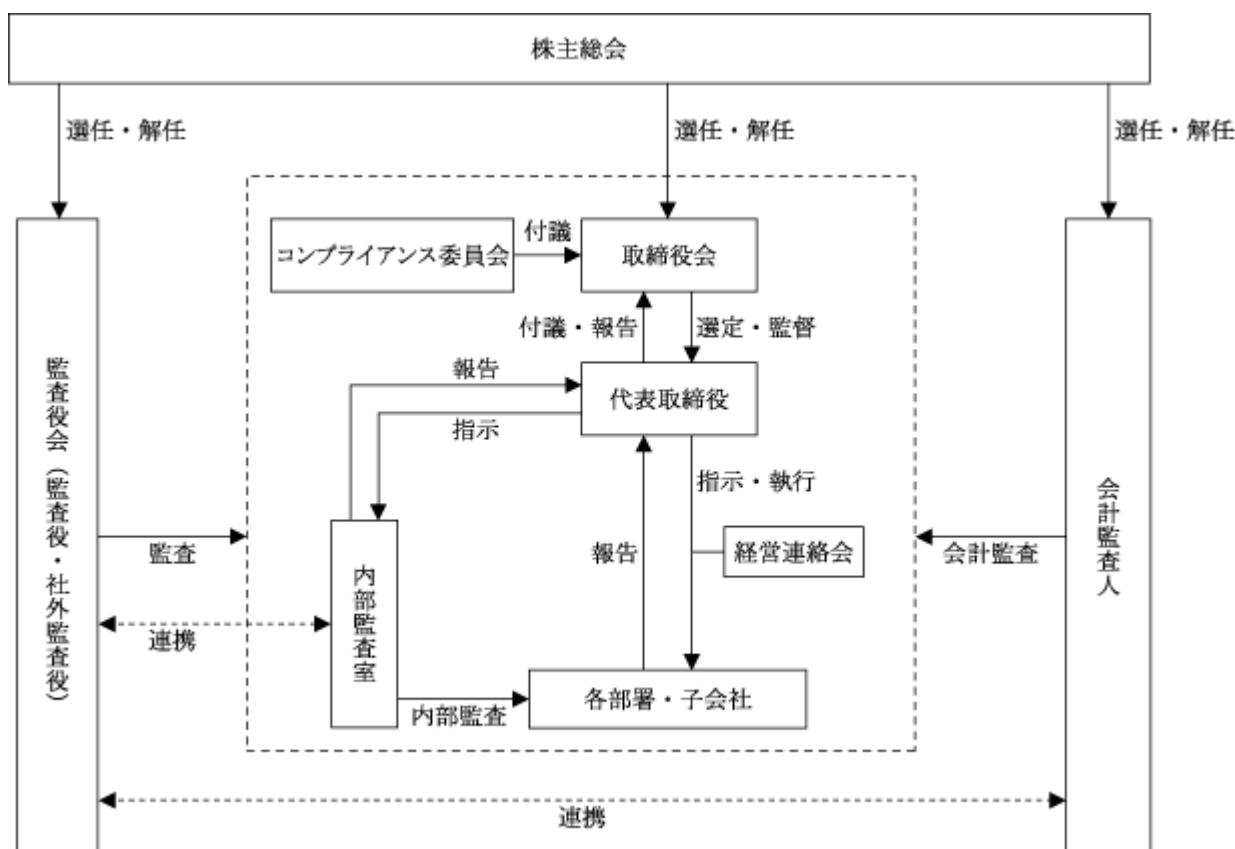 株主総会
選任・解任
選任・解任
選任・解任
コンプライアンス委員会
付議
取締役会
付議・報告
選定・監督
報告
代表取締役
指示
指示・執行
監査役会（監査役・社外監査役）
監査
内部監査室
報告
経営連絡会
会計監査
会計監査人
連携
内部監査
各部署・子会社
連携